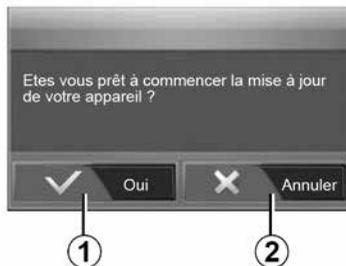 Etes vous prêt à commencer la mise à jour
de votre appareil ?
Oui
Annuler
1
2